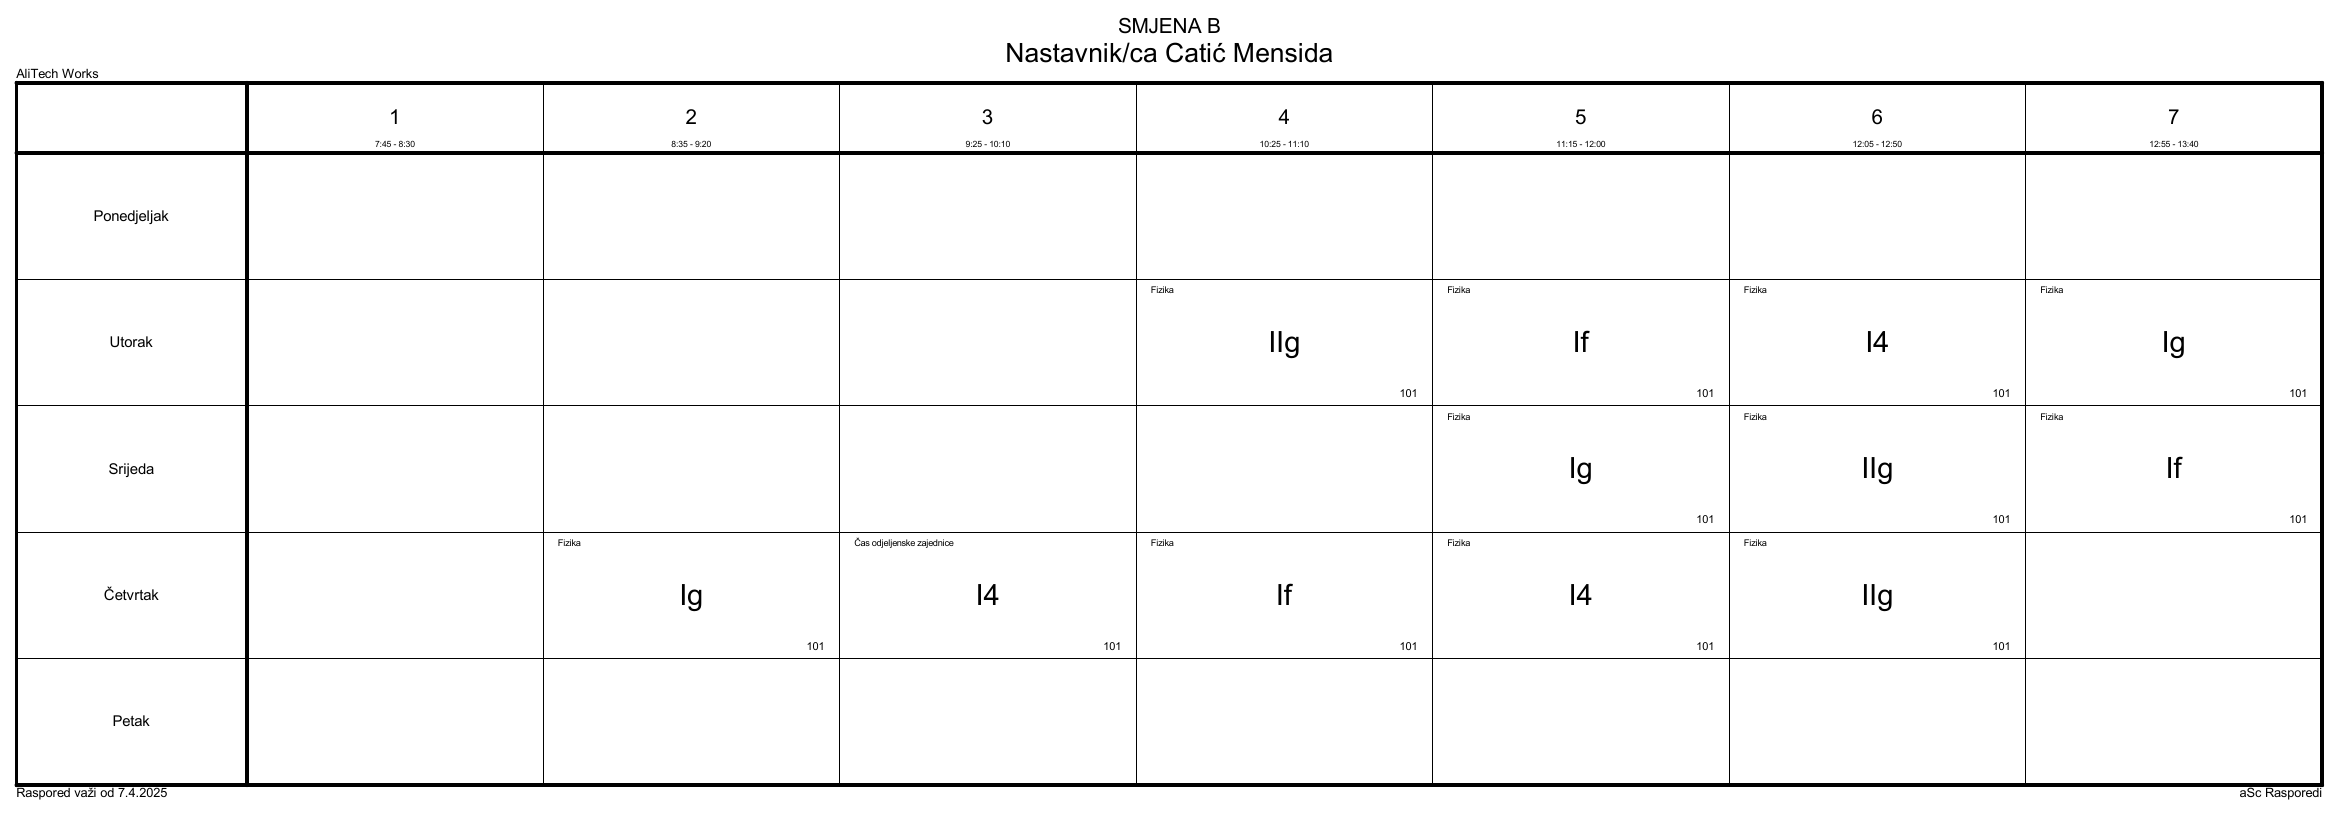 SMJENA B
Nastavnik/ca Catić Mensida
AliTech Works
1 2 3 4 5 6 7
7:45 - 8:30 8:35 - 9:20 9:25 - 10:10 10:25 - 11:10 11:15 - 12:00 12:05 - 12:50 12:55 - 13:40
Ponedjeljak
Fizika Fizika Fizika Fizika
Utorak IIg If I4 Ig
101 101 101 101
Fizika Fizika Fizika
Srijeda Ig IIg If
101 101 101
Fizika Čas odjeljenske zajednice Fizika Fizika Fizika
Četvrtak Ig I4 If I4 IIg
101 101 101 101 101
Petak
Raspored važi od 7.4.2025 aSc Rasporedi